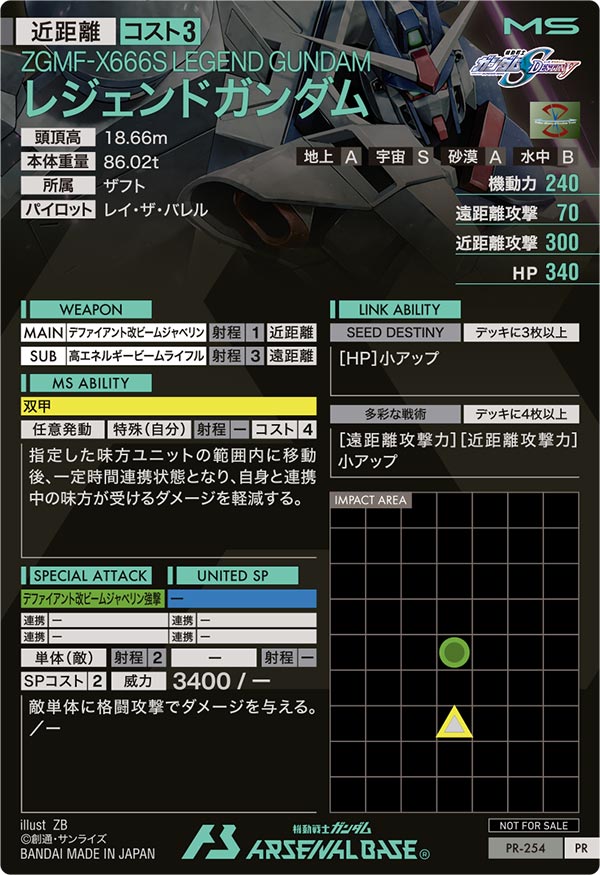 近距離 コスト3 MS
ZGMF-X666S LEGEND GUNDAM
レジェンドガンダム
機動戦士 ガンダム SEED DESTINY
頭頂高 18.66m
本体重量 86.02t
所属 ザフト
パイロット レイ・ザ・バレル
地上 A 宇宙 S 砂漠 A 水中 B
機動力 240
遠距離攻撃 70
近距離攻撃 300
HP 340
WEAPON
MAIN デファイアント改ビームジャベリン 射程 1 近距離
SUB 高エネルギービームライフル 射程 3 遠距離
MS ABILITY
双甲
任意発動 特殊(自分) 射程 ー コスト 4
指定した味方ユニットの範囲内に移動
後、一定時間連携状態となり、自身と連携
中の味方が受けるダメージを軽減する。
LINK ABILITY
SEED DESTINY デッキに3枚以上
[HP]小アップ
多彩な戦術 デッキに4枚以上
[遠距離攻撃力][近距離攻撃力]
小アップ
IMPACT AREA
SPECIAL ATTACK UNITED SP
デファイアント改ビームジャベリン強撃 ー
連携 ー 連携 ー
連携 ー 連携 ー
単体(敵) 射程 2 ー 射程 ー
SPコスト 2 威力 3400 / ー
敵単体に格闘攻撃でダメージを与える。
／ー
illust ZB
©創通・サンライズ
BANDAI MADE IN JAPAN
機動戦士ガンダム
AB ARSENAL BASE ®
NOT FOR SALE
PR-254 PR